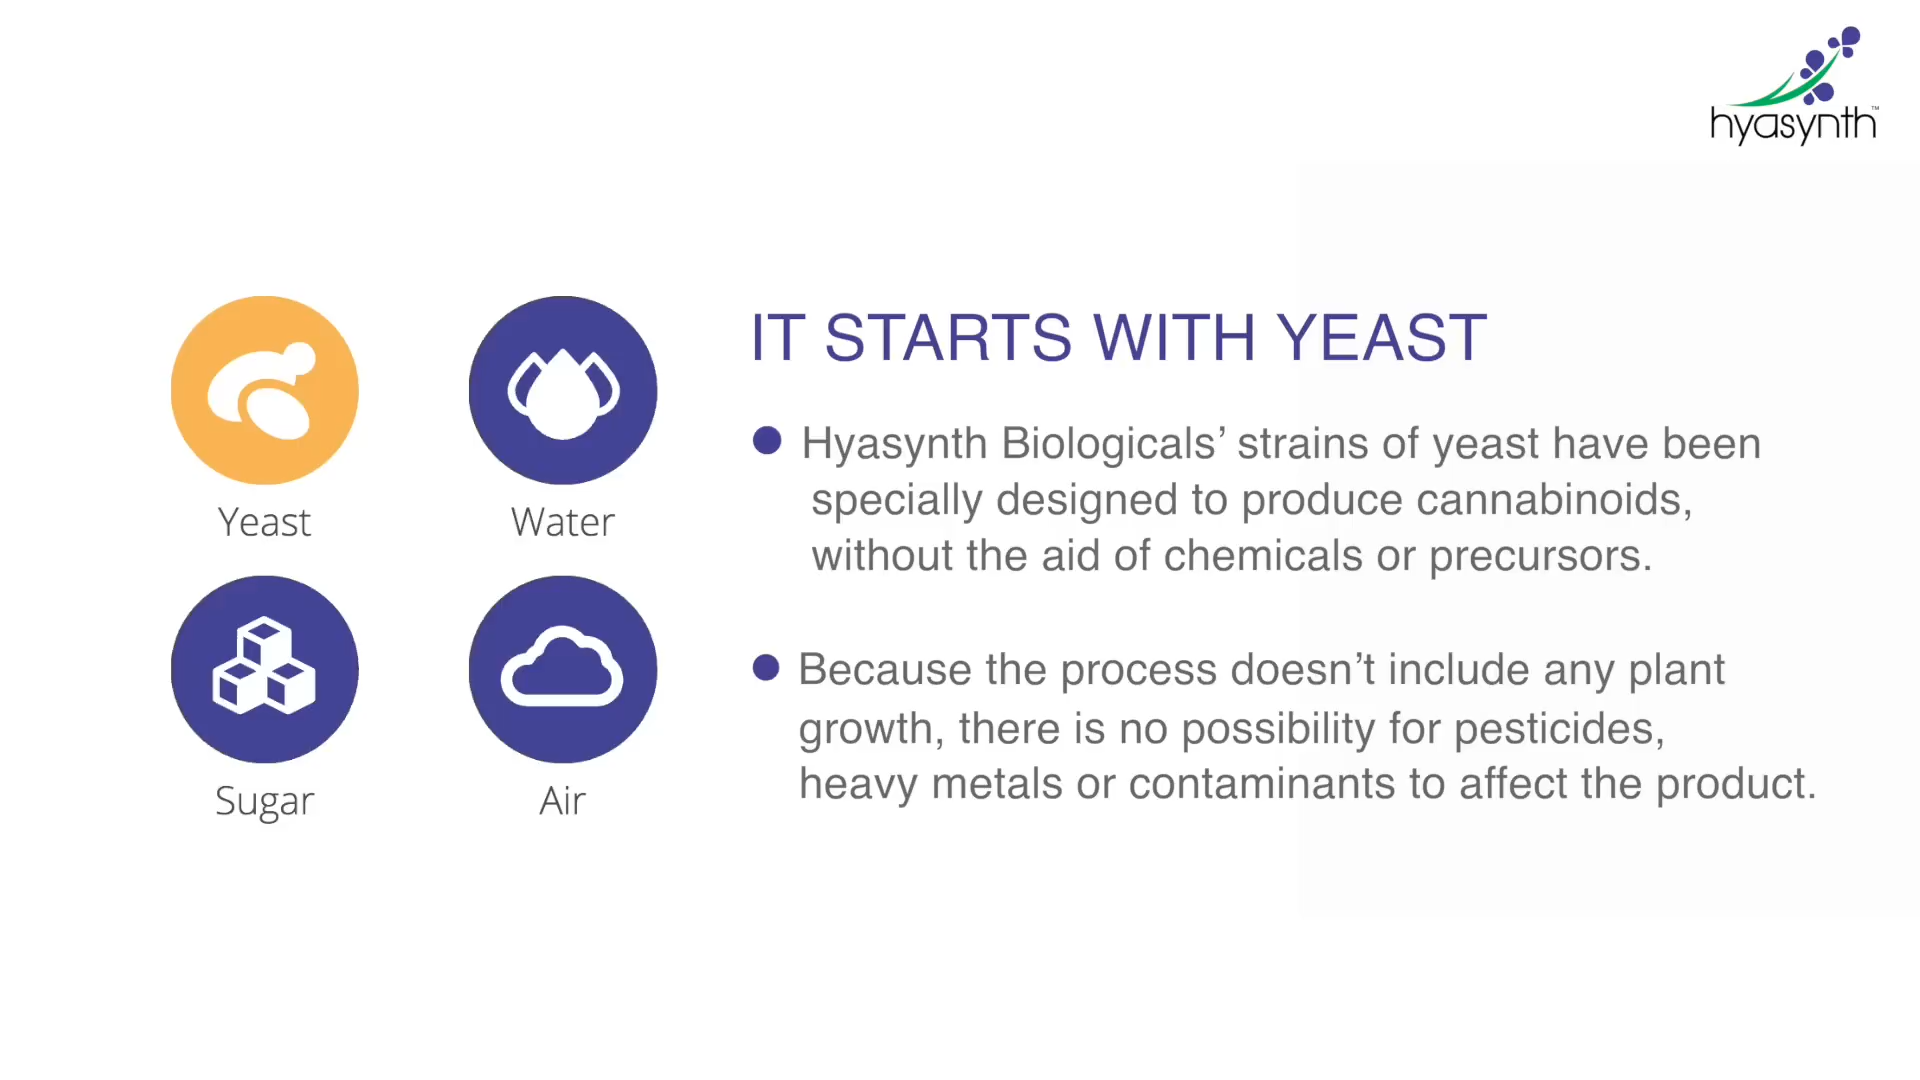 hyasynth™
IT STARTS WITH YEAST
Yeast
Water
Sugar
Air
● Hyasynth Biologicals’ strains of yeast have been
specially designed to produce cannabinoids,
without the aid of chemicals or precursors.
● Because the process doesn’t include any plant
growth, there is no possibility for pesticides,
heavy metals or contaminants to affect the product.